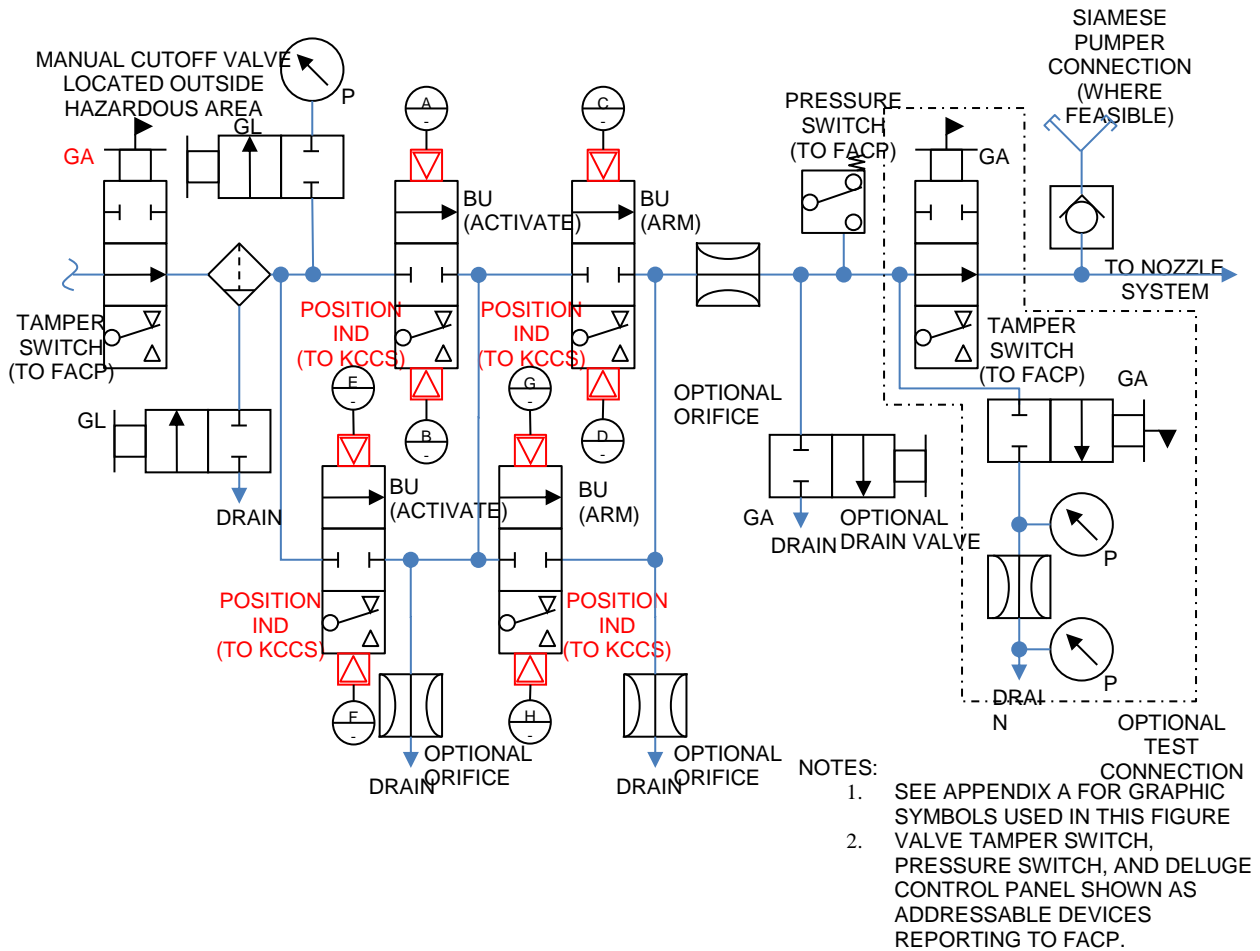 MANUAL CUTOFF VALVE
LOCATED OUTSIDE
HAZARDOUS AREA
P
GL
GA
A
-
C
-
BU
(ACTIVATE)
BU
(ARM)
PRESSURE
SWITCH
(TO FACP)
GA
SIAMESE
PUMPER
CONNECTION
(WHERE
FEASIBLE)
TO NOZZLE
SYSTEM
TAMPER
SWITCH
(TO FACP)
POSITION
IND
(TO KCCS)
POSITION
IND
(TO KCCS)
TAMPER
SWITCH
(TO FACP)
GA
OPTIONAL
ORIFICE
GL
DRAIN
E
-
B
-
G
-
D
-
BU
(ACTIVATE)
BU
(ARM)
GA
DRAIN
OPTIONAL
DRAIN VALVE
P
POSITION
IND
(TO KCCS)
POSITION
IND
(TO KCCS)
P
DRAI
N
F
-
H
-
OPTIONAL
ORIFICE
DRAIN
OPTIONAL
ORIFICE
DRAIN
OPTIONAL
TEST
CONNECTION
NOTES:
1. SEE APPENDIX A FOR GRAPHIC
SYMBOLS USED IN THIS FIGURE
2. VALVE TAMPER SWITCH,
PRESSURE SWITCH, AND DELUGE
CONTROL PANEL SHOWN AS
ADDRESSABLE DEVICES
REPORTING TO FACP.